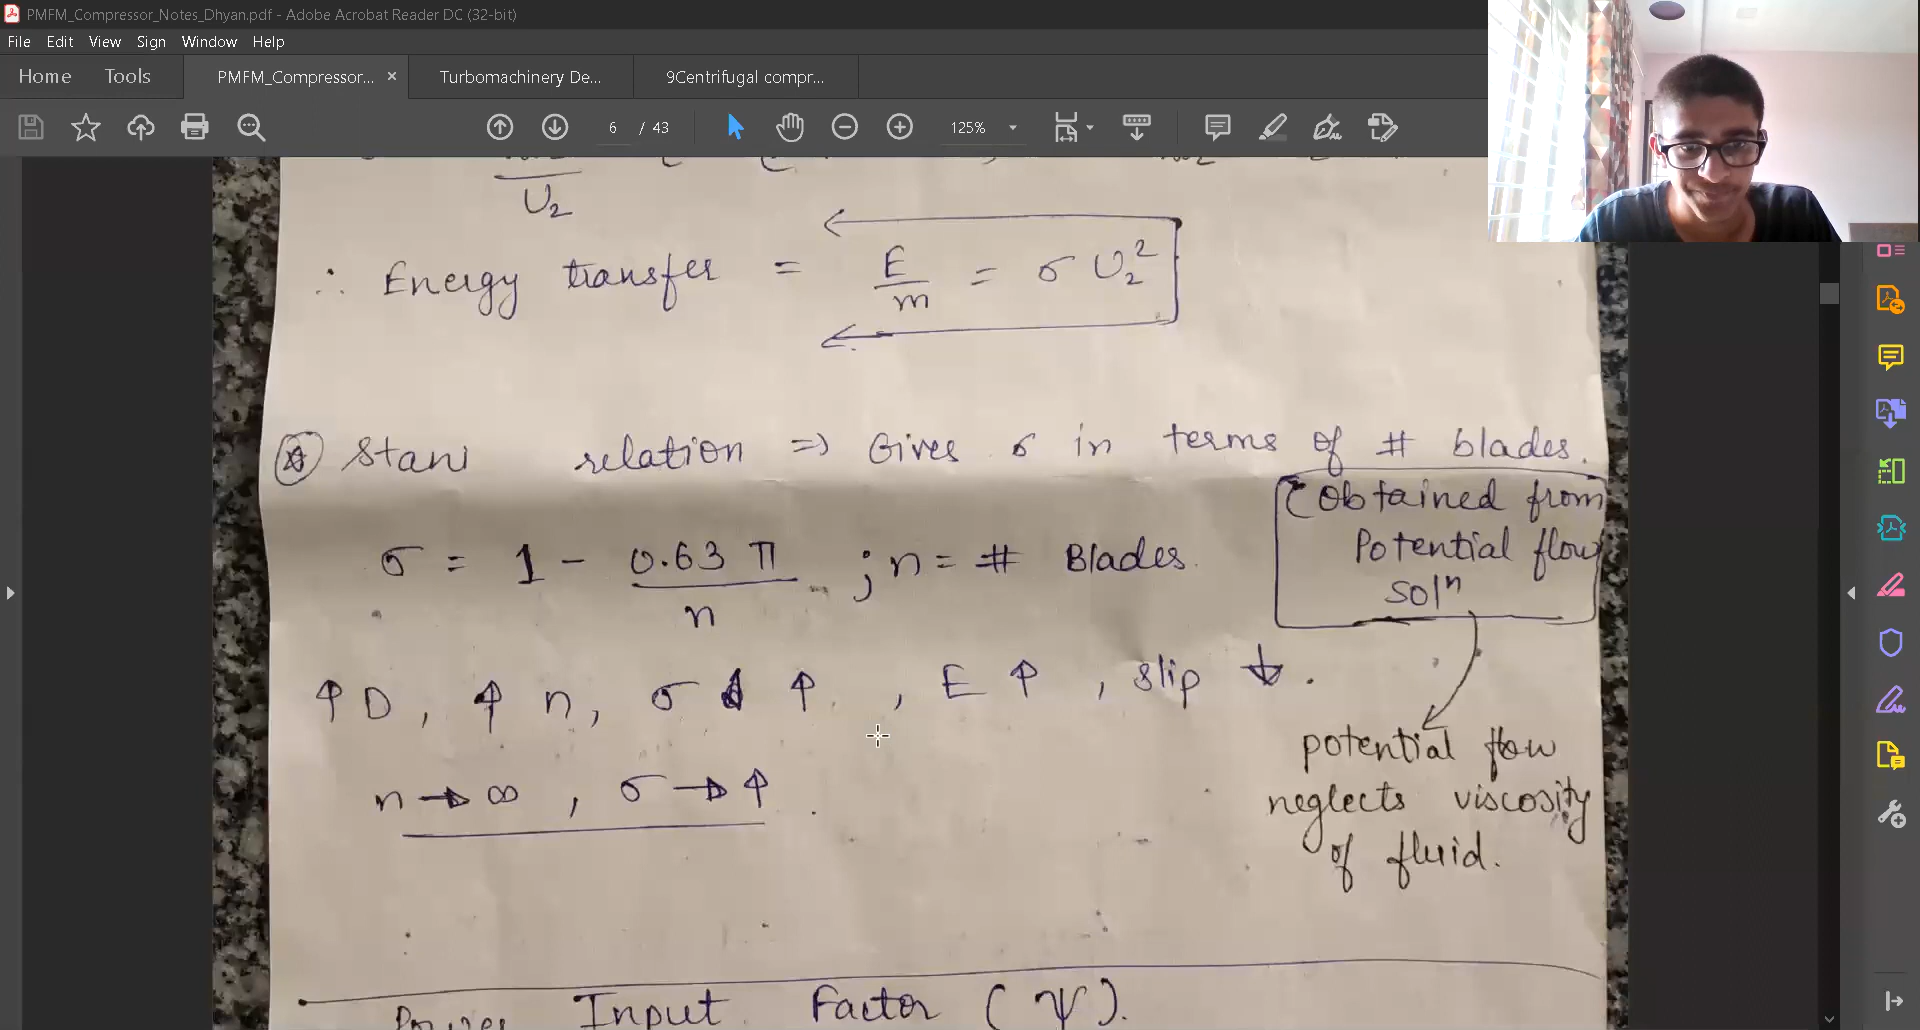 PMFM_Compressor_Notes_Dhyan.pdf - Adobe Acrobat Reader DC (32-bit)
File Edit View Sign Window Help
Home Tools PMFM_Compressor... × Turbomachinery De... 9Centrifugal compr...
6 / 43 125%
U₂
∴ Energy transfer = E/m = σ U₂²
Stani relation => Gives σ in terms of # blades.
(Obtained from
Potential flow
solⁿ
σ = 1 - 0.63 π / n ; n = # Blades.
↑ D, ↑ n, σ ↑, E ↑, slip ↓.
n → ∞, σ → ↑.
potential flow
neglects viscosity
of fluid.
Power Input Factor (ψ).